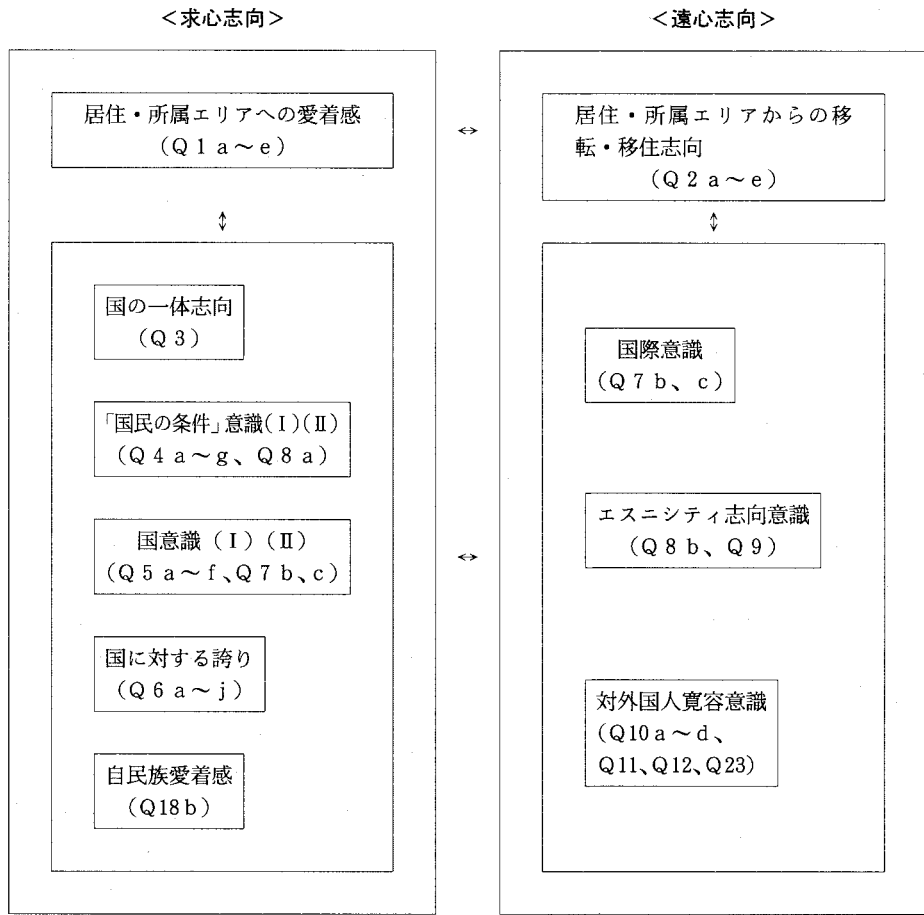 ＜求心志向＞
居住・所属エリアへの愛着感
（Ｑ１ａ～ｅ）
↕
国の一体志向
（Ｑ３）
「国民の条件」意識（Ⅰ）（Ⅱ）
（Ｑ４ａ～ｇ、Ｑ８ａ）
国意識（Ⅰ）（Ⅱ）
（Ｑ５ａ～ｆ、Ｑ７ｂ、ｃ）
国に対する誇り
（Ｑ６ａ～ｊ）
自民族愛着感
（Ｑ18ｂ）
↔
↔
＜遠心志向＞
居住・所属エリアからの移
転・移住志向
（Ｑ２ａ～ｅ）
↕
国際意識
（Ｑ７ｂ、ｃ）
エスニシティ志向意識
（Ｑ８ｂ、Ｑ９）
対外国人寛容意識
（Ｑ10ａ～ｄ、
Ｑ11、Ｑ12、Ｑ23）